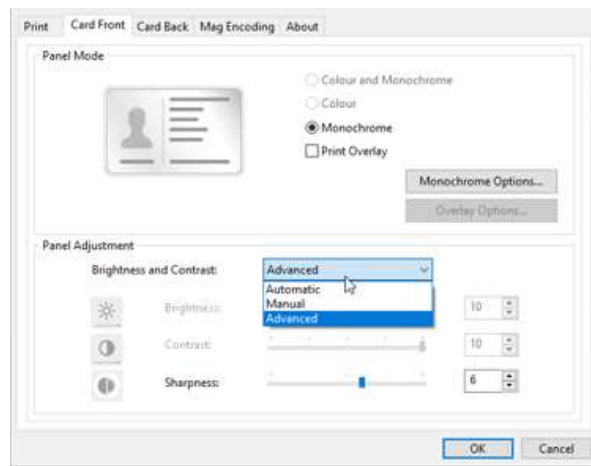 Print Card Front Card Back Mag Encoding About
Panel Mode
Colour and Monochrome
Colour
Monochrome
Print Overlay
Monochrome Options...
Overlay Options...
Panel Adjustment
Brightness and Contrast: Advanced
Automatic
Manual
Advanced
Brightness: 10
Contrast: 10
Sharpness: 6
OK Cancel